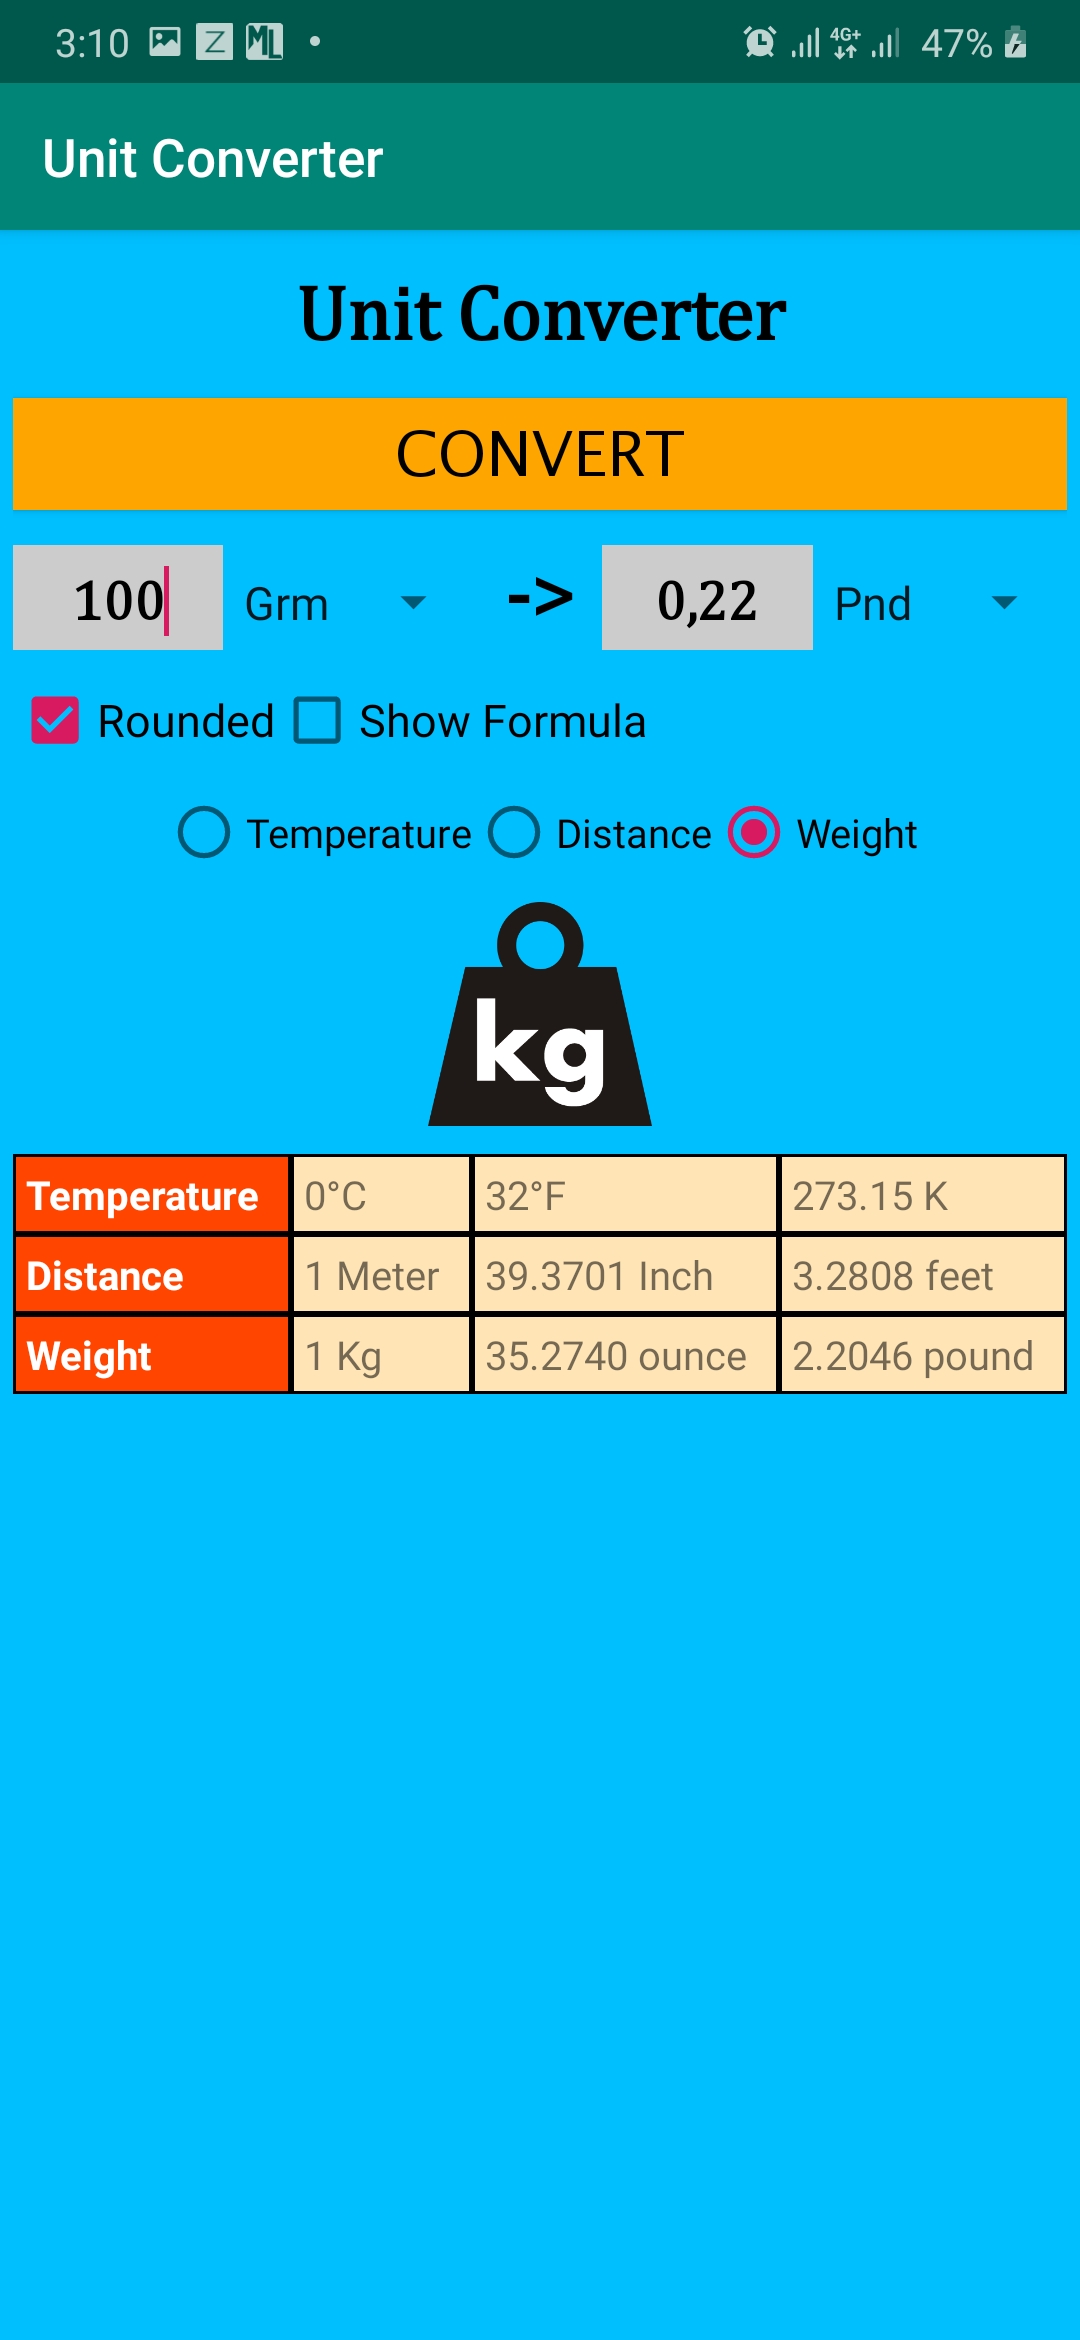 3:10 Z ML 4G+ 47%
Unit Converter
Unit Converter
CONVERT
100 Grm -> 0,22 Pnd
Rounded Show Formula
Temperature Distance Weight
kg
Temperature 0°C 32°F 273.15 K
Distance 1 Meter 39.3701 Inch 3.2808 feet
Weight 1 Kg 35.2740 ounce 2.2046 pound